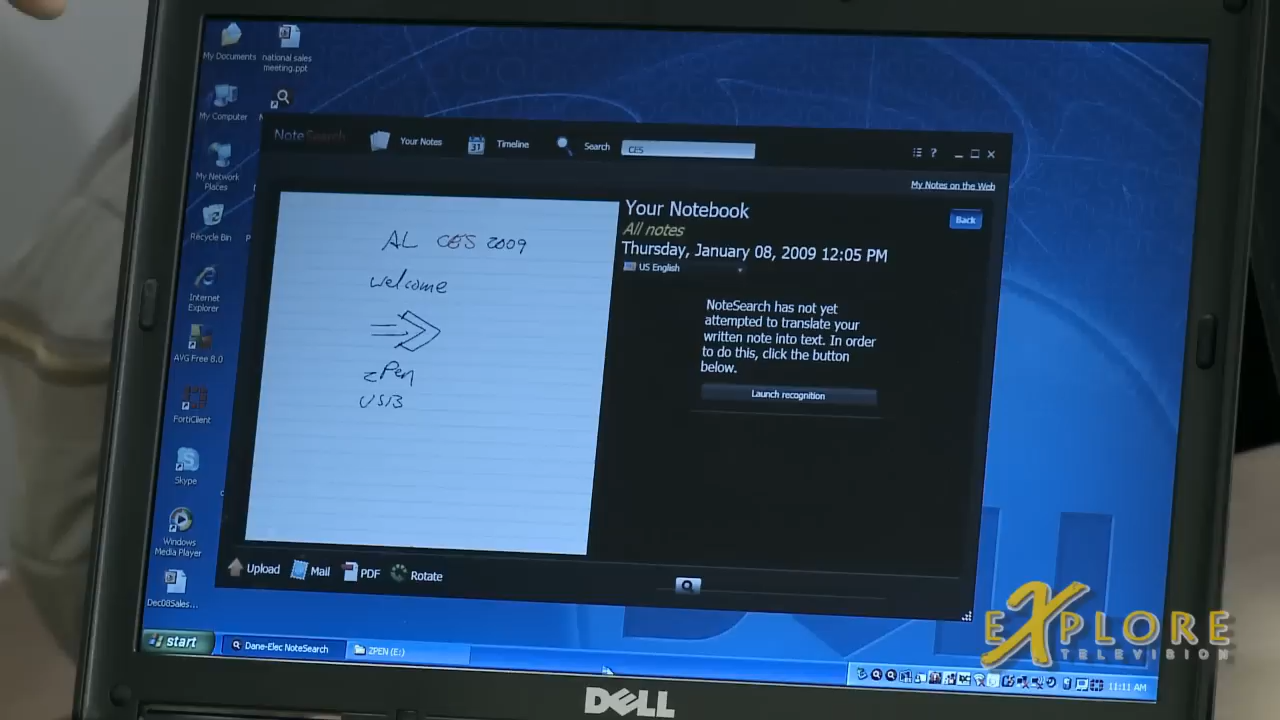 My Documents
national sales
meeting.ppt
My Computer
My Network
Places
Recycle Bin
Internet
Explorer
AVG Free 8.0
FortiClient
Skype
Windows
Media Player
Dec08Sales...
NoteSearch
Your Notes
31
Timeline
Search
CES
?
My Notes on the Web
AL CES 2009
welcome
zPen
USB
Your Notebook
Back
All notes
Thursday, January 08, 2009 12:05 PM
US English
NoteSearch has not yet
attempted to translate your
written note into text. In order
to do this, click the button
below.
Launch recognition
Upload
Mail
PDF
Rotate
start
Dane-Elec NoteSearch
ZPEN (E:)
11:11 AM
DELL
EXPLORE
TELEVISION